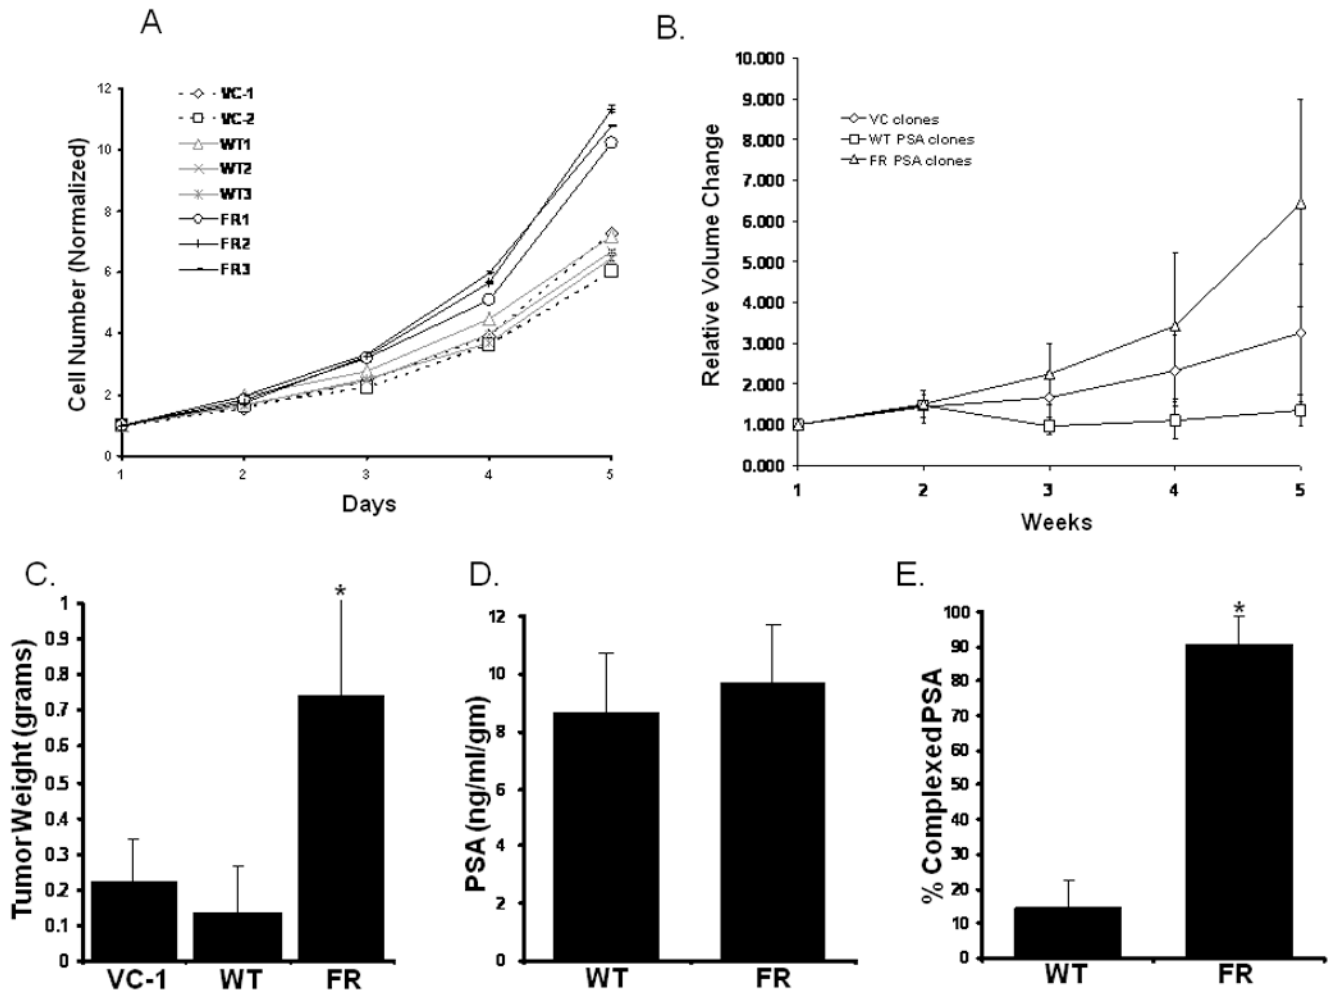 A
Cell Number (Normalized)
12
10
8
6
4
2
0
VC-1
VC-2
WT1
WT2
WT3
FR1
FR2
FR3
1 2 3 4 5
Days
B.
Relative Volume Change
10.000
9.000
8.000
7.000
6.000
5.000
4.000
3.000
2.000
1.000
0.000
VC clones
WT PSA clones
FR PSA clones
1 2 3 4 5
Weeks
C.
Tumor Weight (grams)
1
0.9
0.8
0.7
0.6
0.5
0.4
0.3
0.2
0.1
0
*
VC-1 WT FR
D.
PSA (ng/ml/gm)
12
10
8
6
4
2
0
WT FR
E.
% Complexed PSA
100
90
80
70
60
50
40
30
20
10
0
*
WT FR